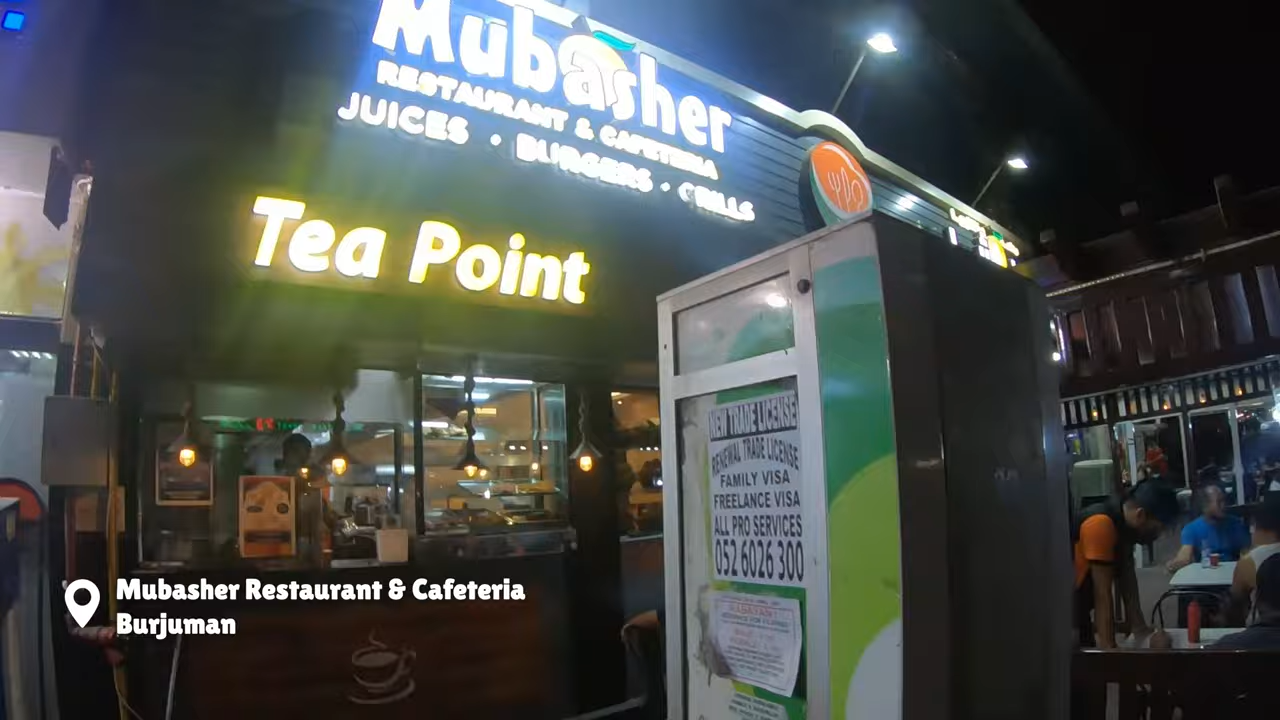 Mubasher
RESTAURANT & CAFETERIA
JUICES • BURGERS • GRILLS
Tea Point
NEW TRADE LICENSE
RENEWAL TRADE LICENSE
FAMILY VISA
FREELANCE VISA
ALL PRO SERVICES
052 6026 300
Mubasher Restaurant & Cafeteria
Burjuman